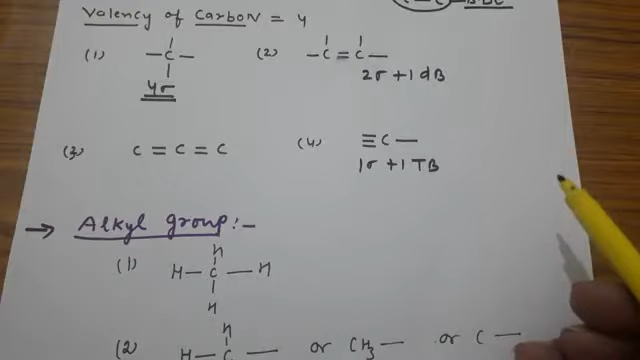 Valency of Carbon = 4
(1) —C— (2) —C=C—
4σ 2σ + 1 dB
(3) C = C = C (4) ≡C—
1σ + 1 TB
→ Alkyl group:-
(1) H
H—C—H
H
(2) H
H—C— or CH3— or C—